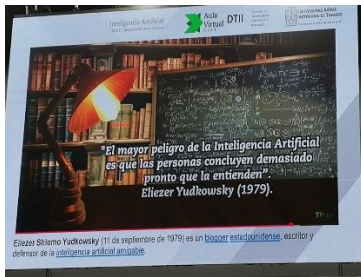 Inteligencia Artificial
Aula
Virtual
UJAT
DTII
UNIVERSIDAD JUÁREZ
AUTÓNOMA DE TABASCO
"El mayor peligro de la Inteligencia Artificial
es que las personas concluyen demasiado
pronto que la entienden".
Eliezer Yudkowsky (1979).
Eliezer Shlomo Yudkowsky (11 de septiembre de 1979) es un blogger estadounidense, escritor y
defensor de la inteligencia artificial amigable.